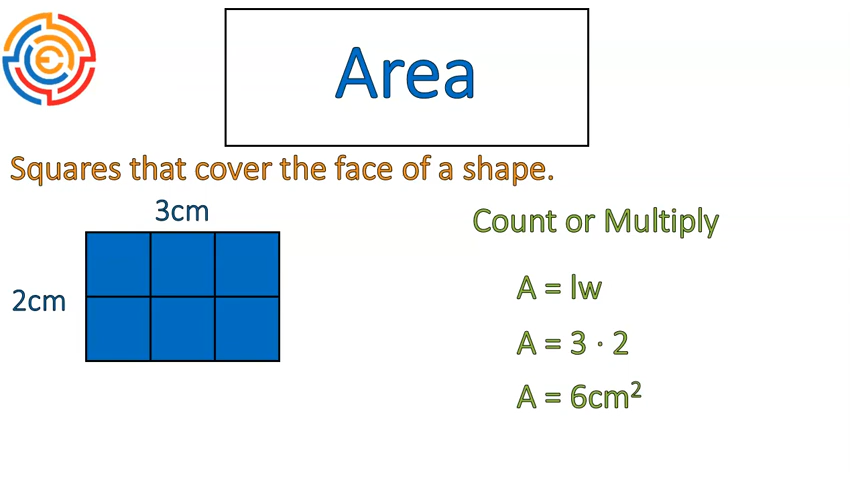 Area
Squares that cover the face of a shape.
3cm
2cm
Count or Multiply
A = lw
A = 3 · 2
A = 6cm²